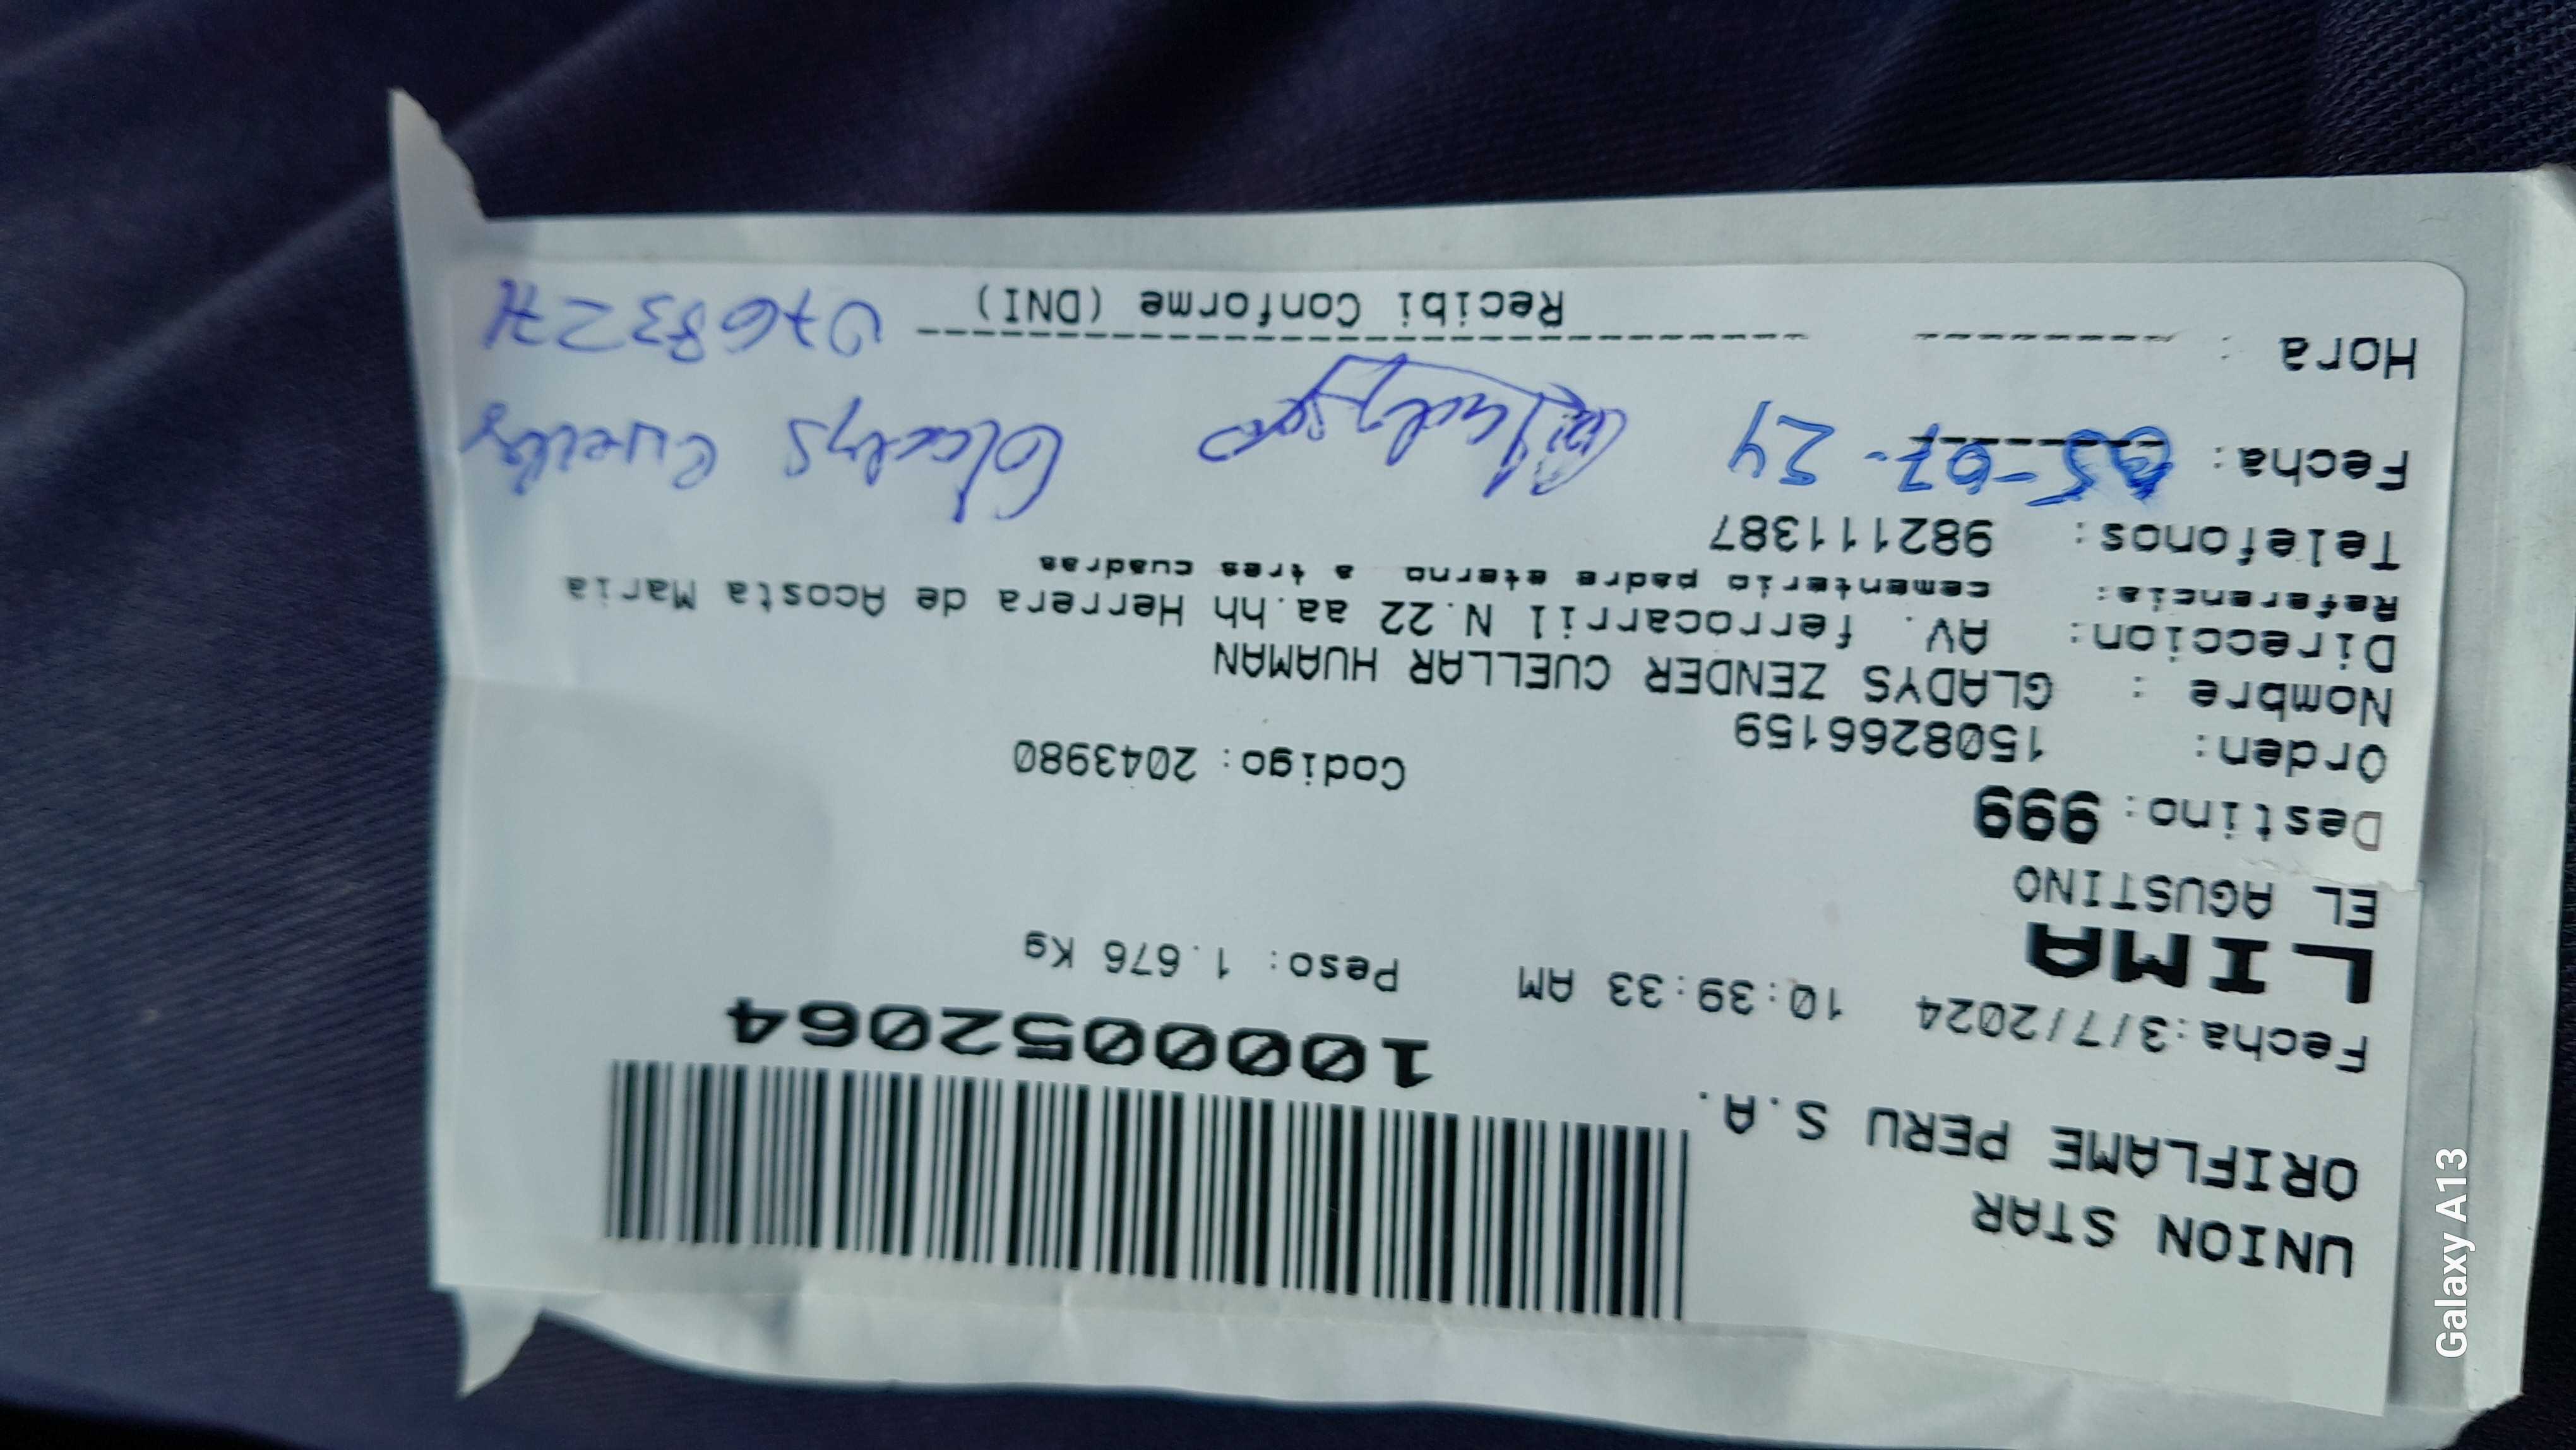 UNION STAR
ORIFLAME PERU S.A.
1000052064
Fecha:3/7/2024 10:39:33 AM Peso: 1.676 Kg
LIMA
EL AGUSTINO
Destino: 999
Orden: 1508266159 Codigo: 2043980
Nombre : GLADYS ZENDER CUELLAR HUAMAN
Direccion: AV. ferrocarril N.22 aa.hh Herrera de Acosta Maria
Referencia: cementerio padre eterno a tres cuadras
Telefonos: 982111387
Fecha: 05-07-24 Gladys
Hora :
Recibi Conforme (DNI)
Galaxy A13